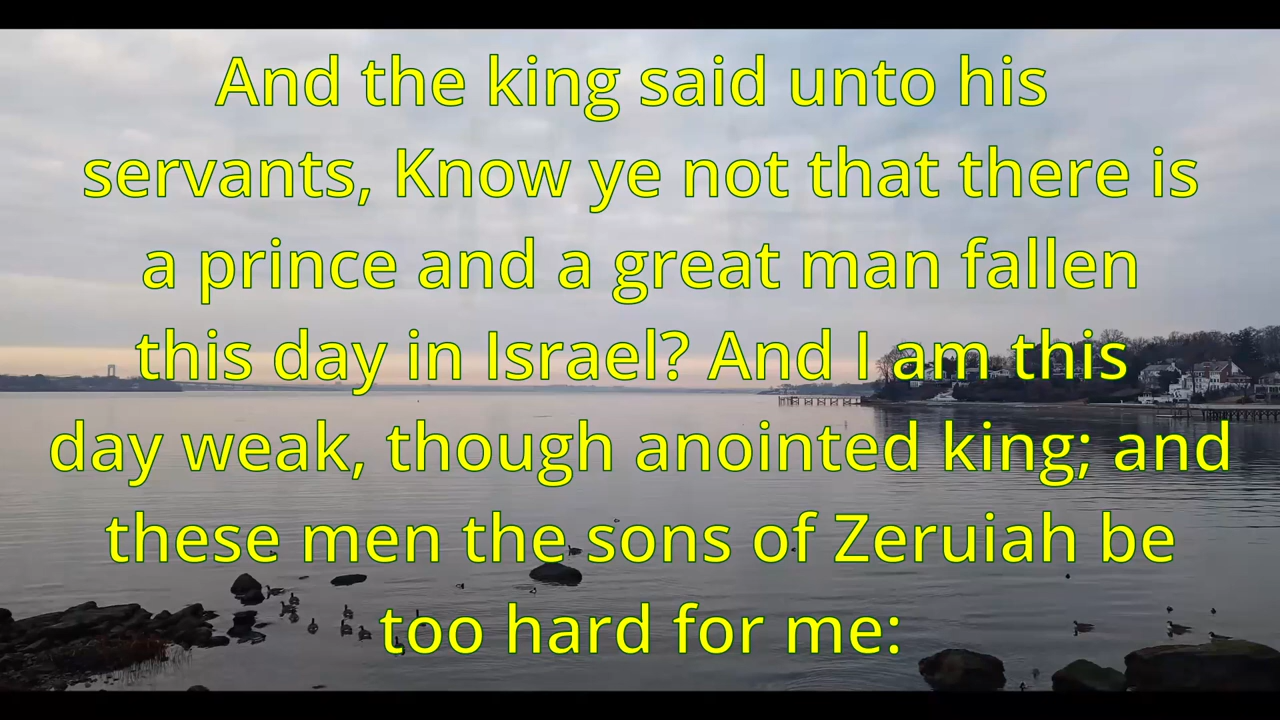 And the king said unto his
servants, Know ye not that there is
a prince and a great man fallen
this day in Israel? And I am this
day weak, though anointed king; and
these men the sons of Zeruiah be
too hard for me: